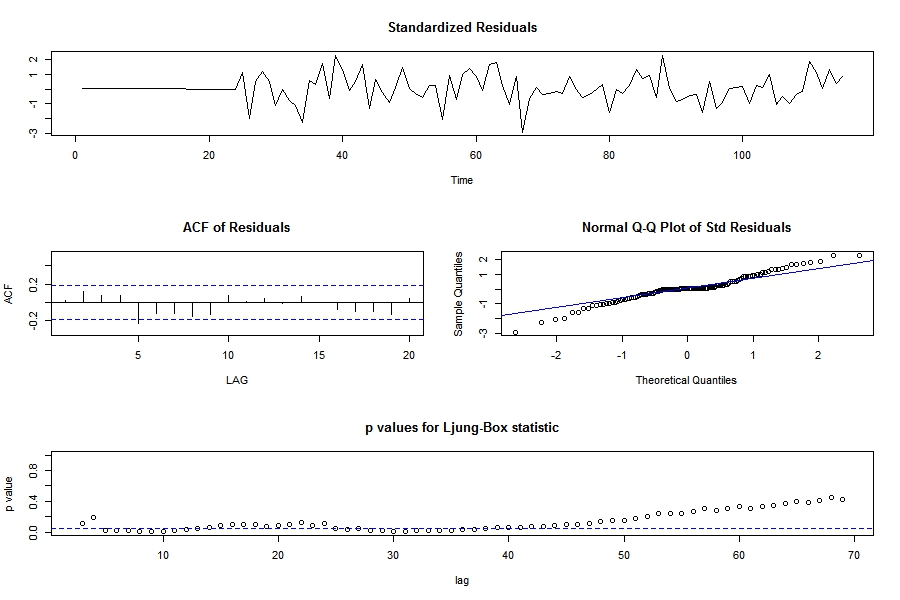 Standardized Residuals
2
1
-1
-3
0 20 40 60 80 100
Time
ACF of Residuals
ACF
0.2
-0.2
5 10 15 20
LAG
Normal Q-Q Plot of Std Residuals
Sample Quantiles
2
1
-1
-3
-2 -1 0 1 2
Theoretical Quantiles
p values for Ljung-Box statistic
p value
0.8
0.4
0.0
10 20 30 40 50 60 70
lag